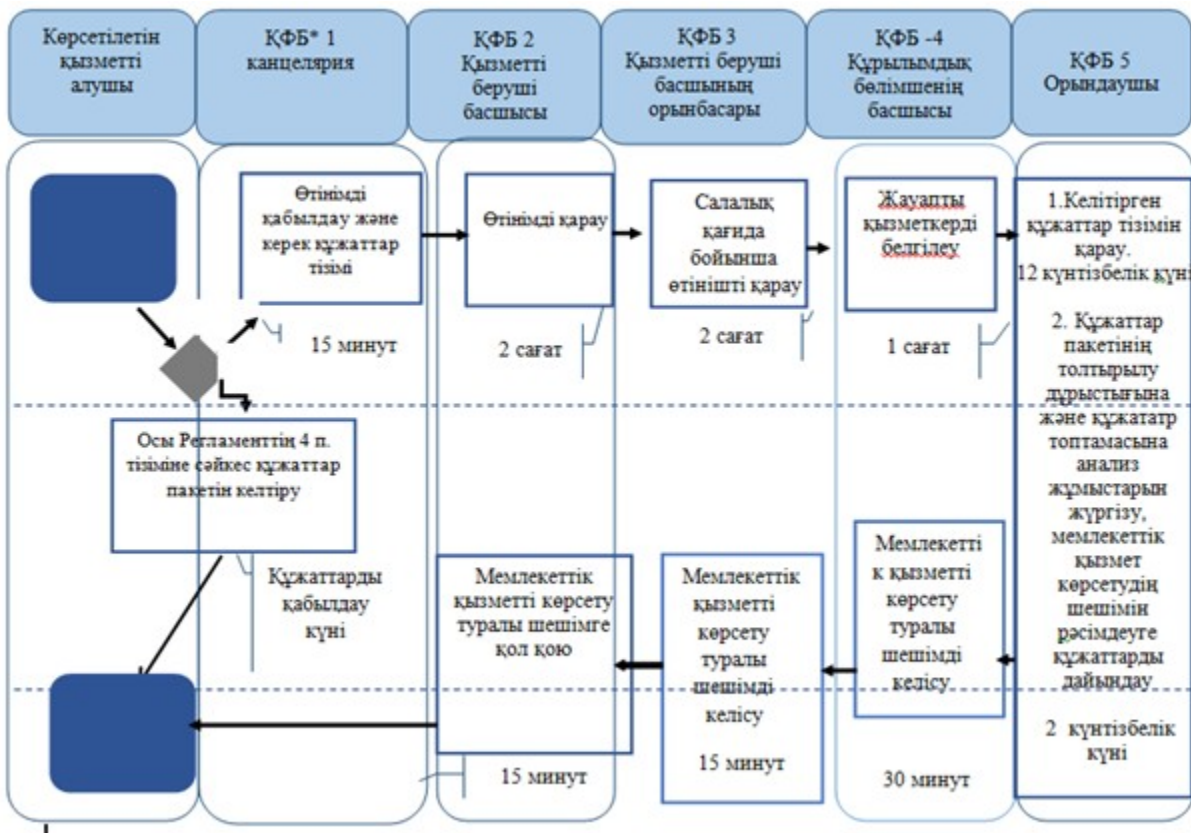 Көрсетілетін
қызметті
алушы
ҚФБ* 1
канцелярия
ҚФБ 2
Қызметті
беруші
басшысы
ҚФБ 3
Қызметті беруші
басшының
орынбасары
ҚФБ -4
Құрылымдық
бөлімшенің
басшысы
ҚФБ 5
Орындаушы
Өтінімді
қабылдау және
керек құжаттар
тізімі
15 минут
Өтінімді қарау
2 сағат
Салалық
қағида
бойынша
өтінішті қарау
2 сағат
Жауапты
қызметкерді
белгілеу
1 сағат
1.Келітірген
құжаттар тізімін
қарау.
12 күнтізбелік күні
2. Құжаттар
пакетінің
толтырылу
дұрыстығына
және құжататр
топтамасына
анализ
жұмыстарын
жүргізу,
мемлекеттік
қызмет
көрсетудің
шешімін
рәсімдеуге
құжаттарды
дайындау
2 күнтізбелік
күні
Осы Регламенттің 4 п.
тізіміне сәйкес құжаттар
пакетін келтіру
Құжаттарды
қабылдау
күні
Мемлекеттік
қызметті көрсету
туралы шешімге
қол қою
15 минут
Мемлекеттік
қызметті
көрсету
туралы
шешімді
келісу
15 минут
Мемлекетті
к қызметті
көрсету
туралы
шешімді
келісу
30 минут